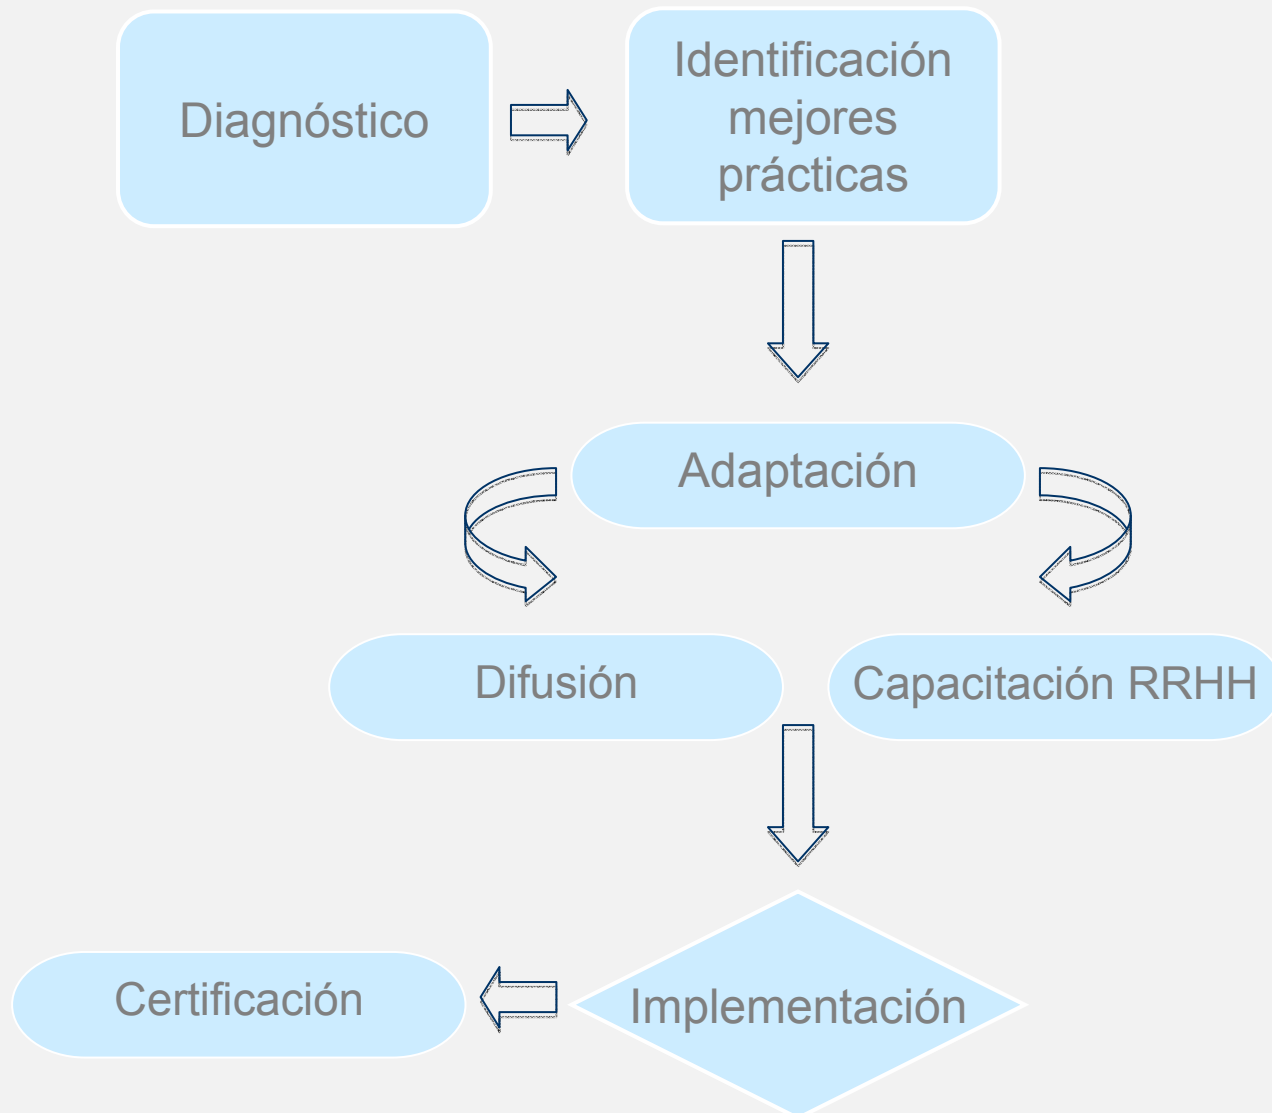 Diagnóstico
Identificación
mejores
prácticas
Adaptación
Difusión
Capacitación RRHH
Implementación
Certificación